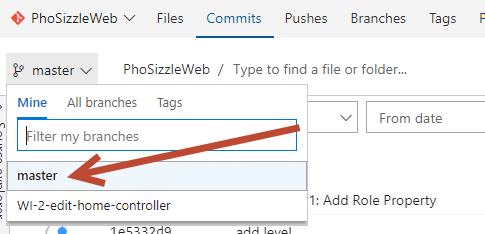 PhoSizzleWeb Files Commits Pushes Branches Tags
master PhoSizzleWeb / Type to find a file or folder...
Mine All branches Tags
Filter my branches
From date
master
1: Add Role Property
WI-2-edit-home-controller
1e5332d9 add level